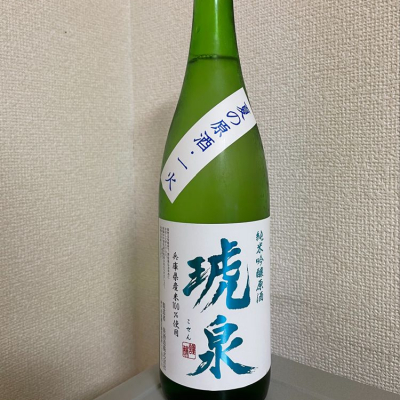 夏の原酒・一火
純米吟醸原酒
琥泉
こせん
兵庫県産米100%使用